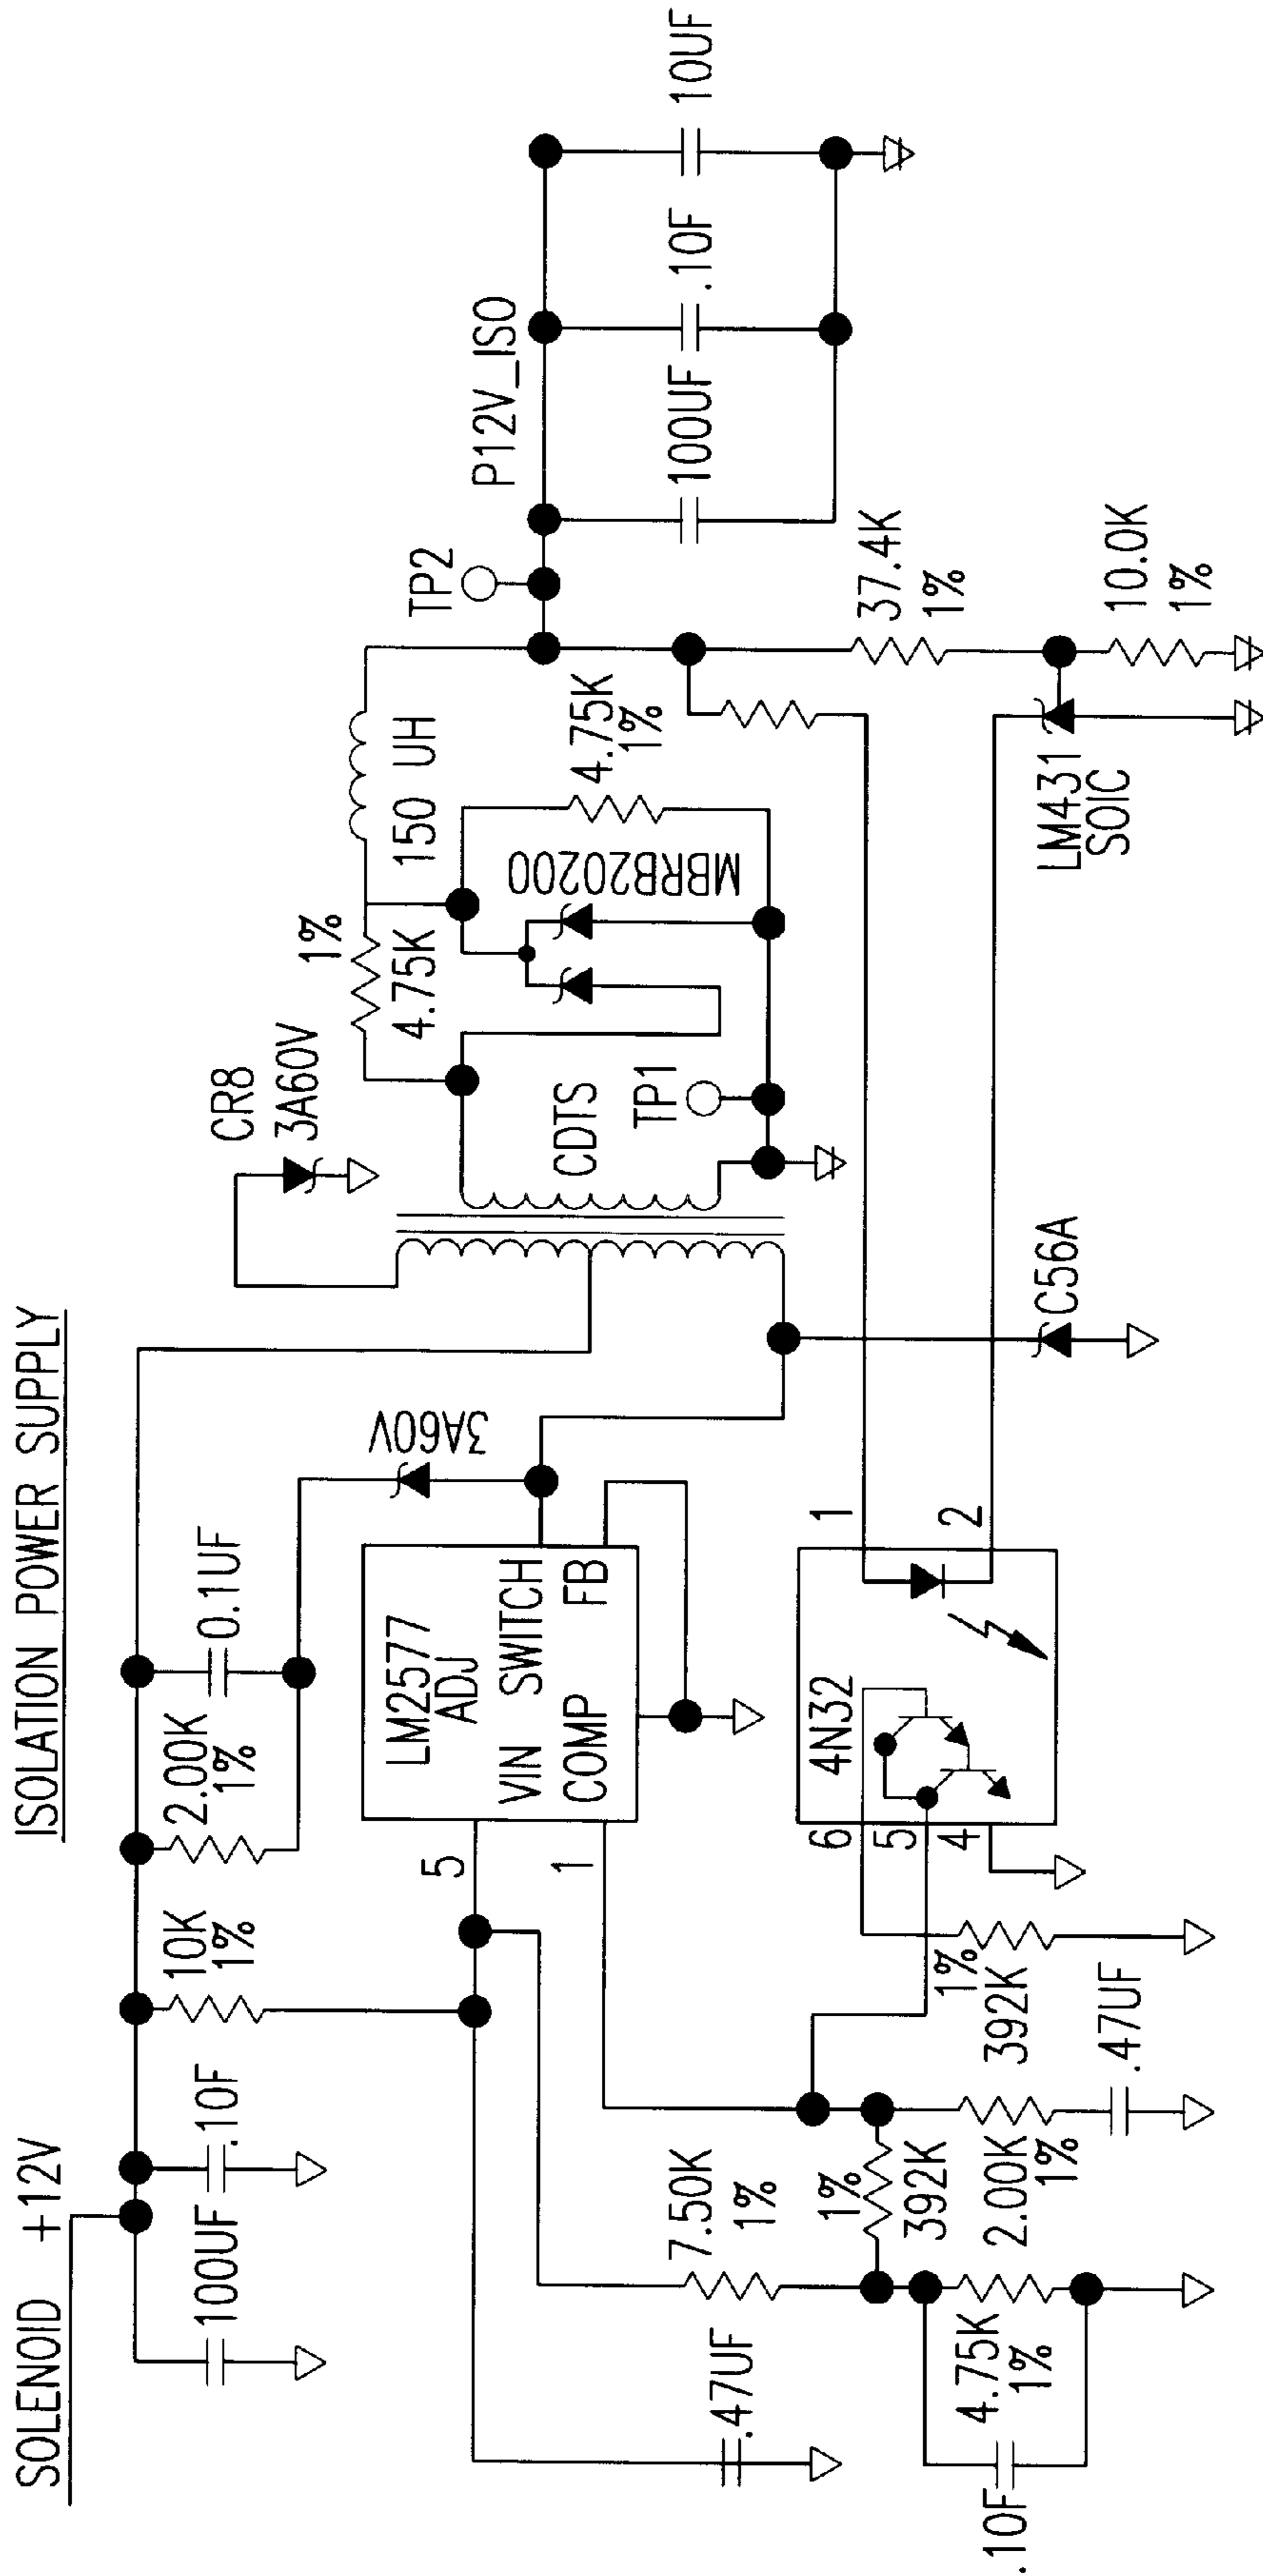 ISOLATION POWER SUPPLY
SOLENOID +12V
100UF
.10F
10K
1%
2.00K
1%
0.1UF
3A60V
CR8
3A60V
1%
4.75K
150 UH
TP2
P12V_ISO
100UF
.10F
10UF
LM2577
ADJ
VIN SWITCH
COMP FB
5
1
CDTS
TP1
MBRB20200
4.75K
1%
.47UF
7.50K
1%
1%
392K
4.75K
1%
.10F
2.00K
1%
.47UF
1%
392K
6
5
4
4N32
1
2
C56A
37.4K
1%
LM431
SOIC
10.0K
1%